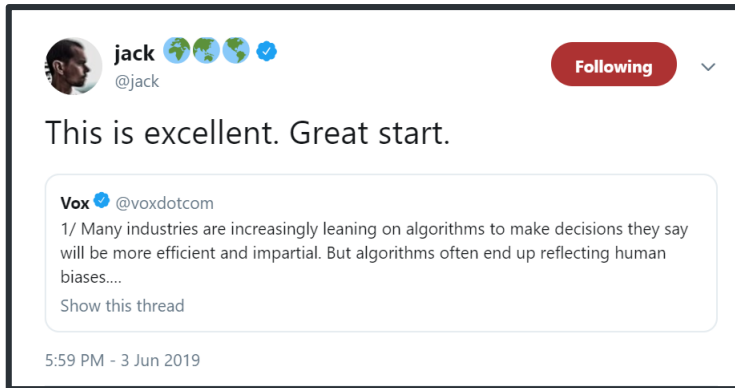 jack 🌍🌏🌎
@jack
Following
This is excellent. Great start.
Vox @voxdotcom
1/ Many industries are increasingly leaning on algorithms to make decisions they say
will be more efficient and impartial. But algorithms often end up reflecting human
biases....
Show this thread
5:59 PM - 3 Jun 2019